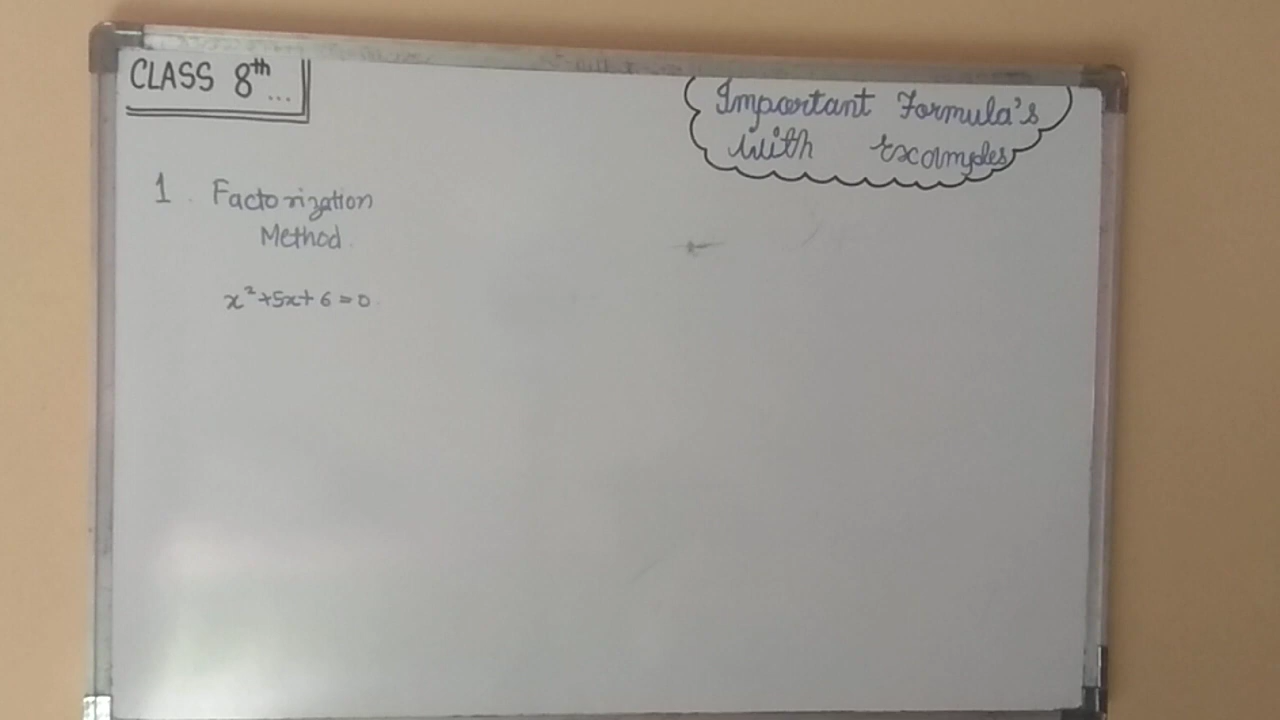 CLASS 8th...
Important Formula's
with Examples
1. Factorization
Method.
x²+5x+6=0